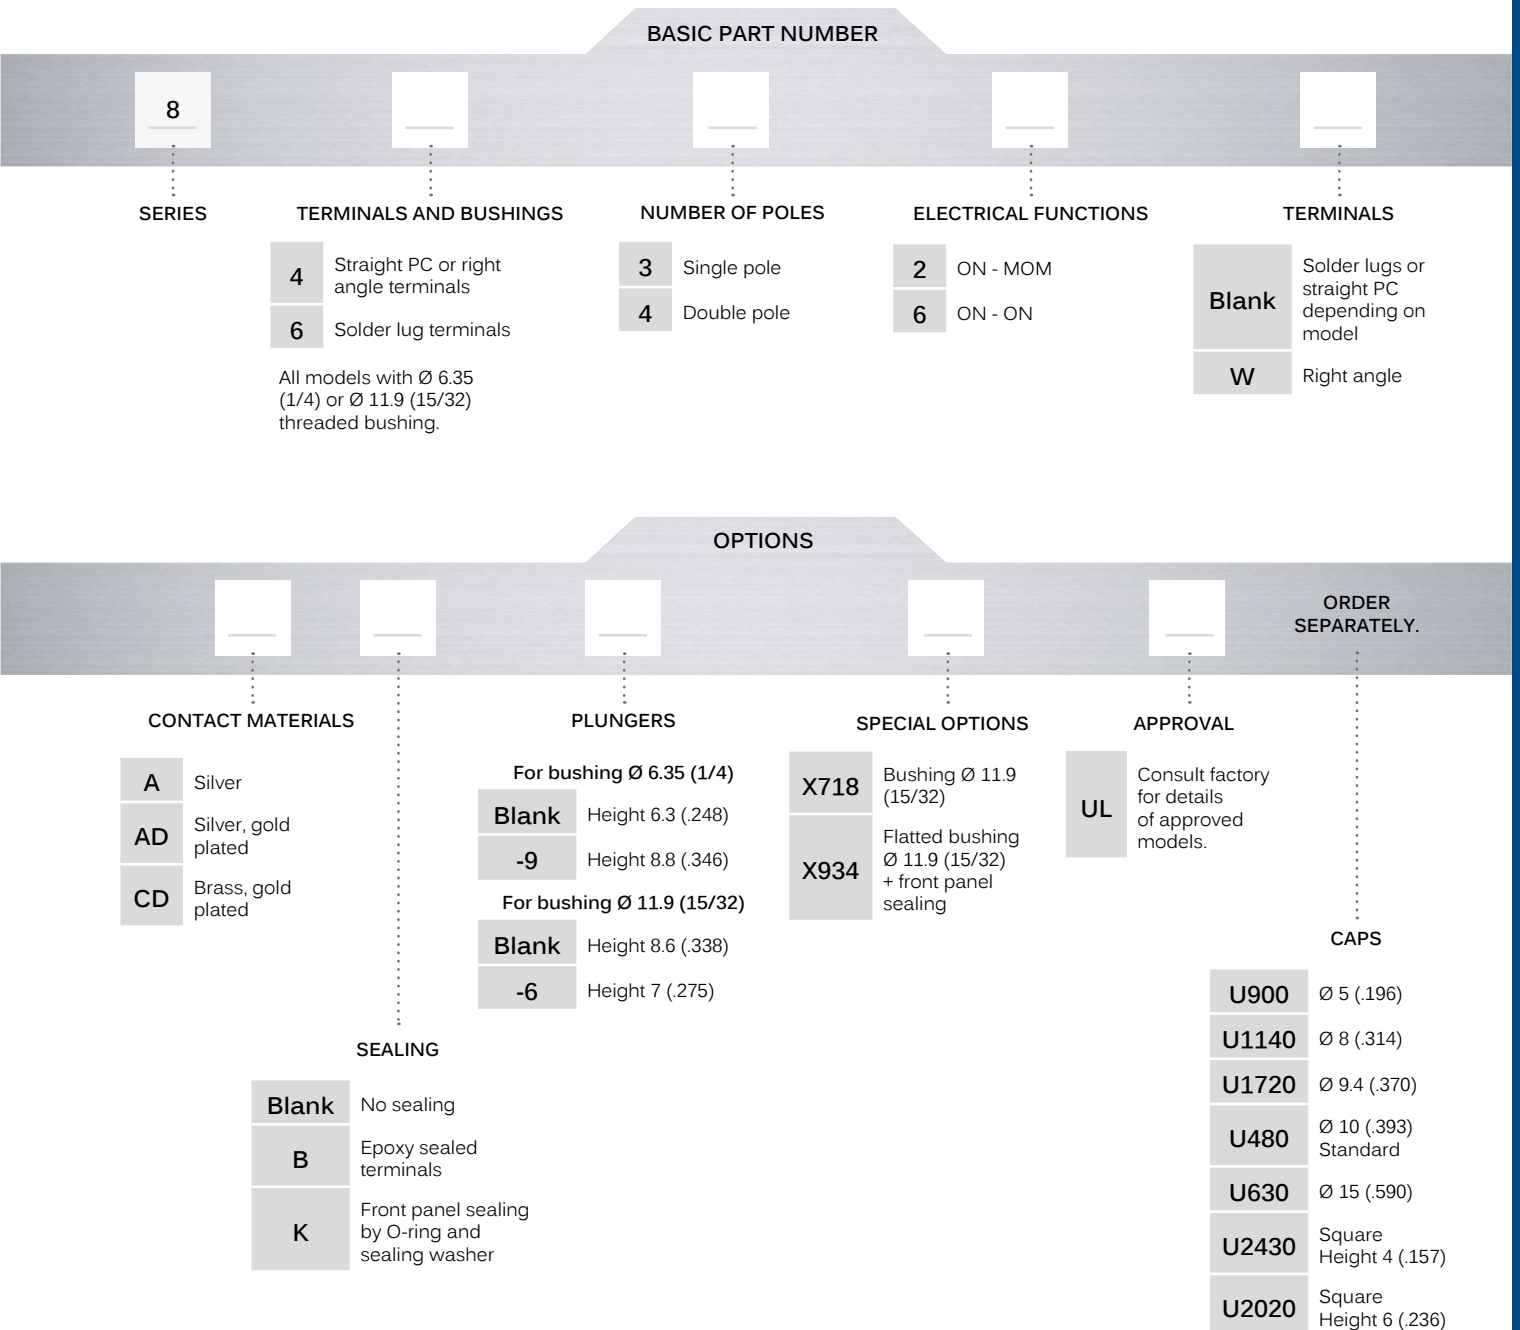 BASIC PART NUMBER
8
SERIES
TERMINALS AND BUSHINGS
4
Straight PC or right
angle terminals
6
Solder lug terminals
All models with Ø 6.35
(1/4) or Ø 11.9 (15/32)
threaded bushing.
NUMBER OF POLES
3
Single pole
4
Double pole
ELECTRICAL FUNCTIONS
2
ON - MOM
6
ON - ON
TERMINALS
Blank
Solder lugs or
straight PC
depending on
model
W
Right angle
OPTIONS
ORDER
SEPARATELY.
CONTACT MATERIALS
A
Silver
AD
Silver, gold
plated
CD
Brass, gold
plated
SEALING
Blank
No sealing
B
Epoxy sealed
terminals
K
Front panel sealing
by O-ring and
sealing washer
PLUNGERS
For bushing Ø 6.35 (1/4)
Blank
Height 6.3 (.248)
-9
Height 8.8 (.346)
For bushing Ø 11.9 (15/32)
Blank
Height 8.6 (.338)
-6
Height 7 (.275)
SPECIAL OPTIONS
X718
Bushing Ø 11.9
(15/32)
X934
Flatted bushing
Ø 11.9 (15/32)
+ front panel
sealing
APPROVAL
UL
Consult factory
for details
of approved
models.
CAPS
U900
Ø 5 (.196)
U1140
Ø 8 (.314)
U1720
Ø 9.4 (.370)
U480
Ø 10 (.393)
Standard
U630
Ø 15 (.590)
U2430
Square
Height 4 (.157)
U2020
Square
Height 6 (.236)